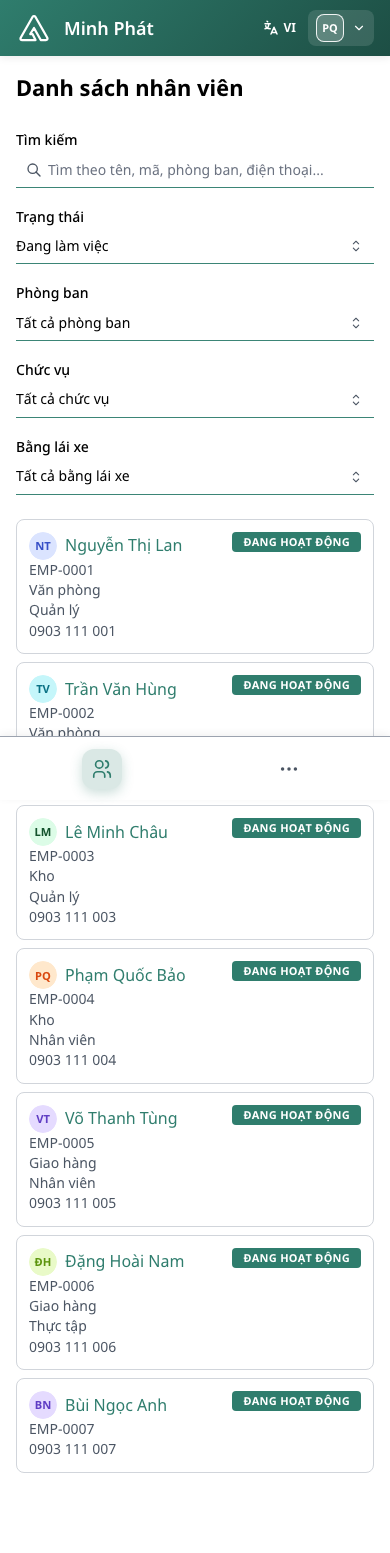 Minh Phát
VI
PQ
Danh sách nhân viên
Tìm kiếm
Tìm theo tên, mã, phòng ban, điện thoại...
Trạng thái
Đang làm việc
Phòng ban
Tất cả phòng ban
Chức vụ
Tất cả chức vụ
Bằng lái xe
Tất cả bằng lái xe
NT Nguyễn Thị Lan ĐANG HOẠT ĐỘNG
EMP-0001
Văn phòng
Quản lý
0903 111 001
TV Trần Văn Hùng ĐANG HOẠT ĐỘNG
EMP-0002
Văn phòng
LM Lê Minh Châu ĐANG HOẠT ĐỘNG
EMP-0003
Kho
Quản lý
0903 111 003
PQ Phạm Quốc Bảo ĐANG HOẠT ĐỘNG
EMP-0004
Kho
Nhân viên
0903 111 004
VT Võ Thanh Tùng ĐANG HOẠT ĐỘNG
EMP-0005
Giao hàng
Nhân viên
0903 111 005
ĐH Đặng Hoài Nam ĐANG HOẠT ĐỘNG
EMP-0006
Giao hàng
Thực tập
0903 111 006
BN Bùi Ngọc Anh ĐANG HOẠT ĐỘNG
EMP-0007
0903 111 007